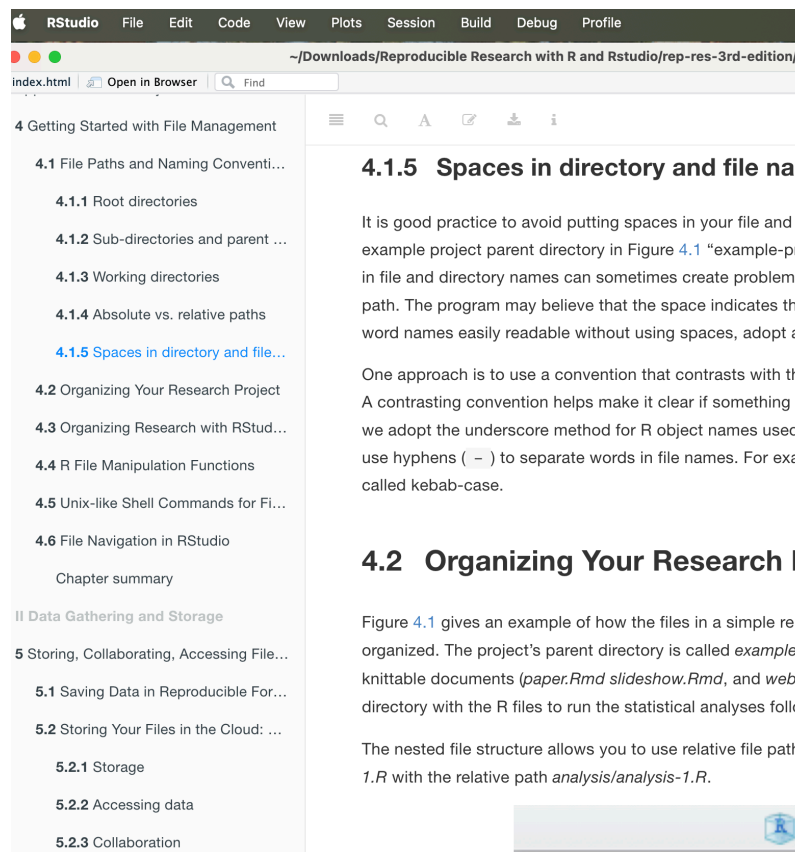 RStudio File Edit Code View Plots Session Build Debug Profile
~/Downloads/Reproducible Research with R and Rstudio/rep-res-3rd-edition/
index.html Open in Browser Find
4 Getting Started with File Management
4.1 File Paths and Naming Conventi…
4.1.1 Root directories
4.1.2 Sub-directories and parent …
4.1.3 Working directories
4.1.4 Absolute vs. relative paths
4.1.5 Spaces in directory and file…
4.2 Organizing Your Research Project
4.3 Organizing Research with RStud…
4.4 R File Manipulation Functions
4.5 Unix-like Shell Commands for Fi…
4.6 File Navigation in RStudio
Chapter summary
II Data Gathering and Storage
5 Storing, Collaborating, Accessing File…
5.1 Saving Data in Reproducible For…
5.2 Storing Your Files in the Cloud: …
5.2.1 Storage
5.2.2 Accessing data
5.2.3 Collaboration
4.1.5 Spaces in directory and file na
It is good practice to avoid putting spaces in your file and
example project parent directory in Figure 4.1 “example-p
in file and directory names can sometimes create problem
path. The program may believe that the space indicates th
word names easily readable without using spaces, adopt a
One approach is to use a convention that contrasts with th
A contrasting convention helps make it clear if something
we adopt the underscore method for R object names used
use hyphens ( - ) to separate words in file names. For exa
called kebab-case.
4.2 Organizing Your Research
Figure 4.1 gives an example of how the files in a simple re
organized. The project’s parent directory is called example
knittable documents (paper.Rmd slideshow.Rmd, and web
directory with the R files to run the statistical analyses foll
The nested file structure allows you to use relative file path
1.R with the relative path analysis/analysis-1.R.
R